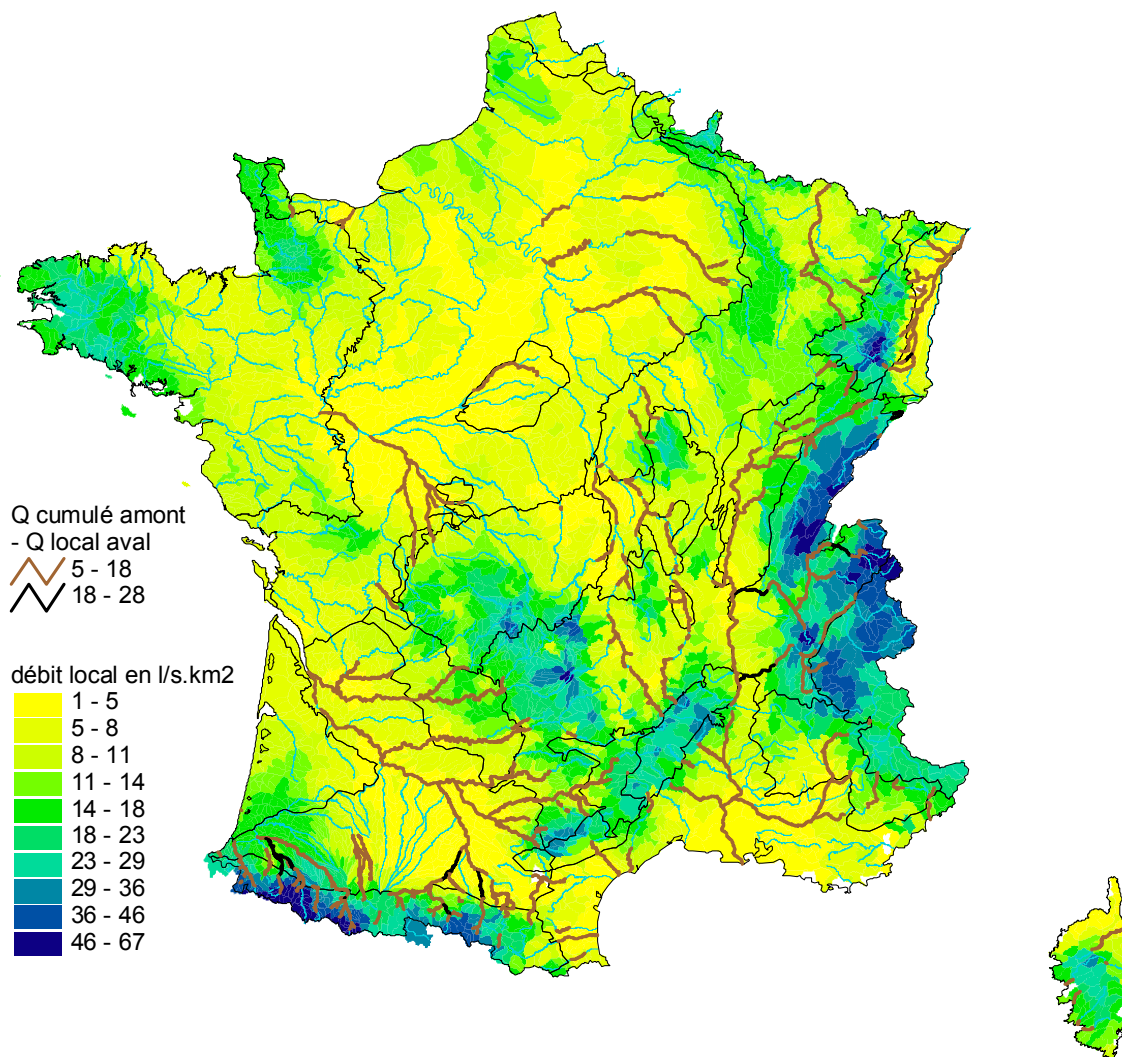 Q cumulé amont
- Q local aval
5 - 18
18 - 28
débit local en l/s.km2
1 - 5
5 - 8
8 - 11
11 - 14
14 - 18
18 - 23
23 - 29
29 - 36
36 - 46
46 - 67